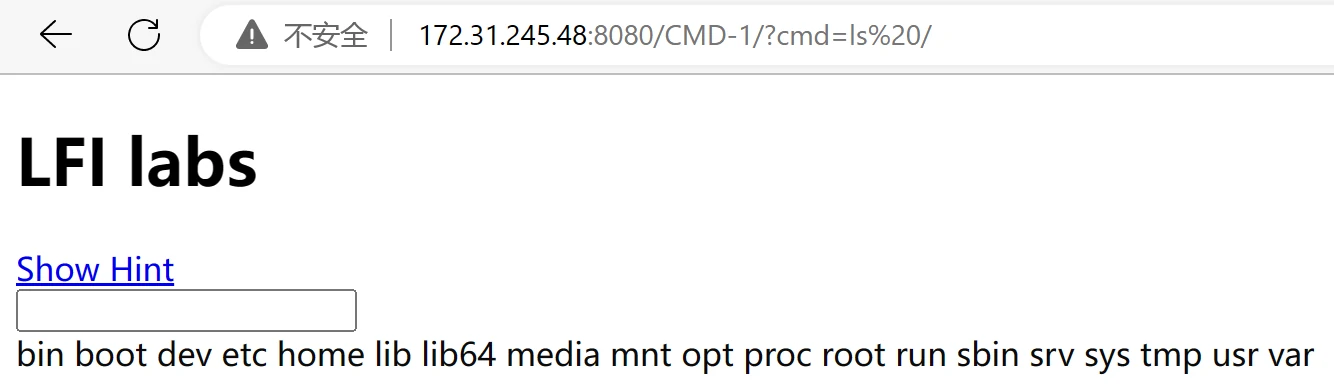 不安全 172.31.245.48:8080/CMD-1/?cmd=ls%20/
LFI labs
Show Hint
bin boot dev etc home lib lib64 media mnt opt proc root run sbin srv sys tmp usr var